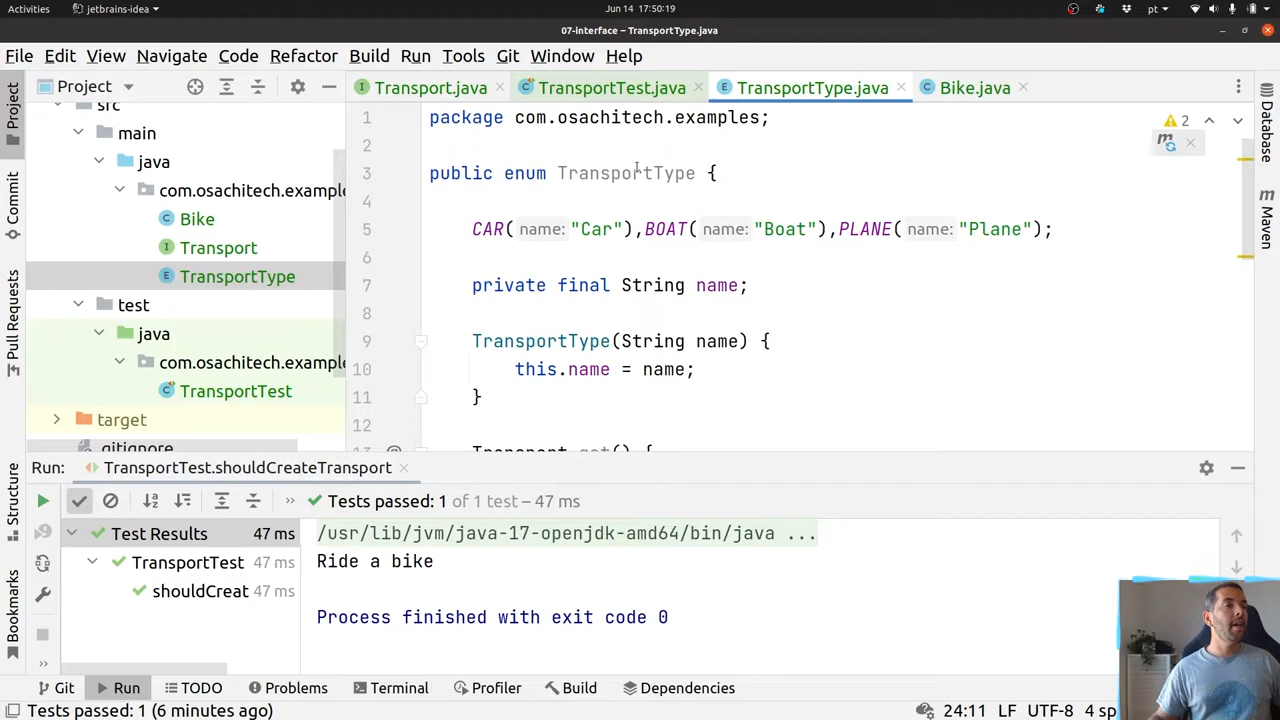 Activities
jetbrains-idea
Jun 14 17:50:19
pt
07-interface – TransportType.java
File Edit View Navigate Code Refactor Build Run Tools Git Window Help
Project
Transport.java
TransportTest.java
TransportType.java
Bike.java
Project
Commit
Pull Requests
Structure
Bookmarks
src
main
java
com.osachitech.example
Bike
Transport
TransportType
test
java
com.osachitech.example
TransportTest
target
.gitignore
1 package com.osachitech.examples;
2
3 public enum TransportType {
4
5 CAR( name: "Car"),BOAT( name: "Boat"),PLANE( name: "Plane");
6
7 private final String name;
8
9 TransportType(String name) {
10 this.name = name;
11 }
12
13 Transport get() {
2
Database
Maven
Run: TransportTest.shouldCreateTransport
Tests passed: 1 of 1 test – 47 ms
Test Results 47 ms
TransportTest 47 ms
shouldCreat 47 ms
/usr/lib/jvm/java-17-openjdk-amd64/bin/java ...
Ride a bike
Process finished with exit code 0
Git Run TODO Problems Terminal Profiler Build Dependencies
Tests passed: 1 (6 minutes ago)
24:11 LF UTF-8 4 sp